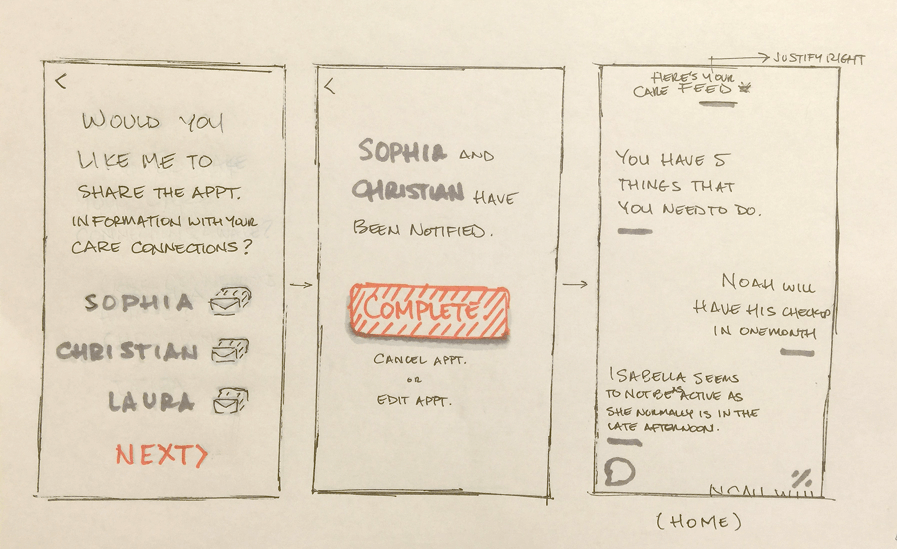 <
WOULD YOU
LIKE ME TO
SHARE THE APPT.
INFORMATION WITH YOUR
CARE CONNECTIONS?
SOPHIA
CHRISTIAN
LAURA
NEXT>
<
SOPHIA AND
CHRISTIAN HAVE
BEEN NOTIFIED.
COMPLETE!
CANCEL APPT.
OR
EDIT APPT.
JUSTIFY RIGHT
HERE'S YOUR
CARE FEED
YOU HAVE 5
THINGS THAT
YOU NEED TO DO.
NOAH WILL
HAVE HIS CHECKUP
IN ONE MONTH
ISABELLA SEEMS
TO NOT BE AS ACTIVE AS
SHE NORMALLY IS IN THE
LATE AFTERNOON.
NOAH WILL
(HOME)